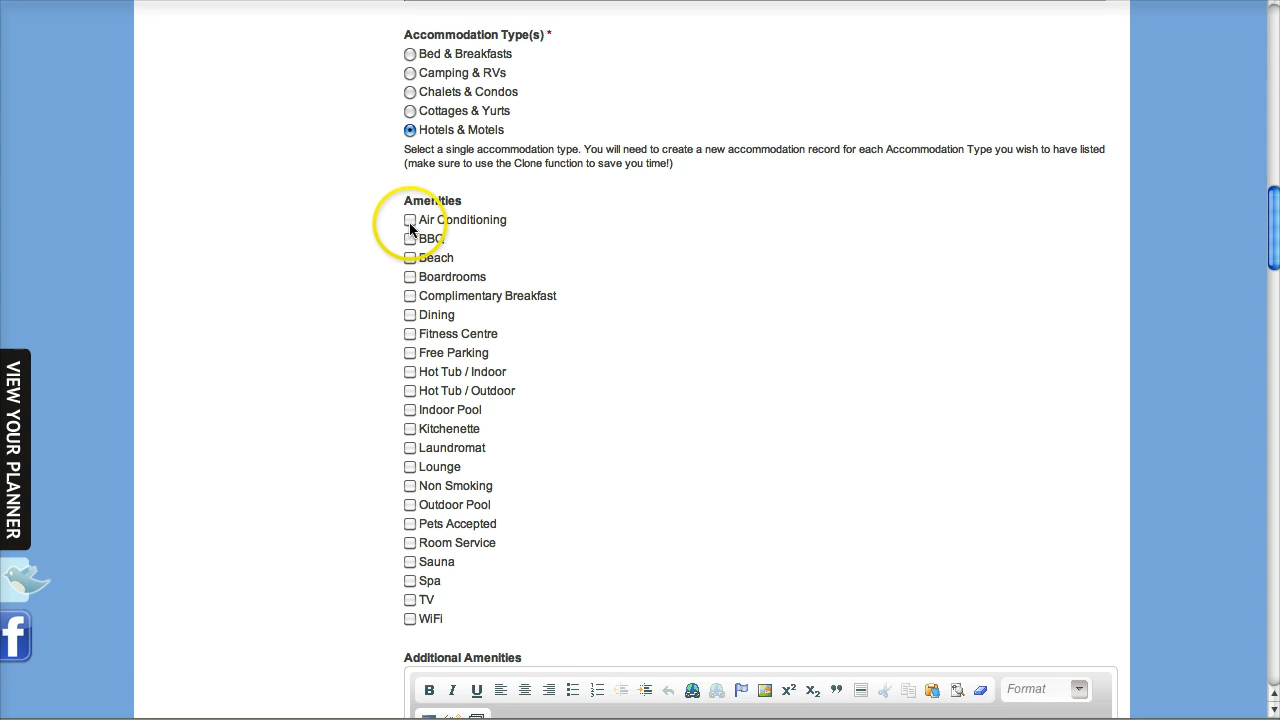 Accommodation Type(s) *
Bed & Breakfasts
Camping & RVs
Chalets & Condos
Cottages & Yurts
Hotels & Motels
Select a single accommodation type. You will need to create a new accommodation record for each Accommodation Type you wish to have listed
(make sure to use the Clone function to save you time!)
Amenities
Air Conditioning
BBQ
Beach
Boardrooms
Complimentary Breakfast
Dining
Fitness Centre
Free Parking
Hot Tub / Indoor
Hot Tub / Outdoor
Indoor Pool
Kitchenette
Laundromat
Lounge
Non Smoking
Outdoor Pool
Pets Accepted
Room Service
Sauna
Spa
TV
WiFi
Additional Amenities
B I U x² x₂ Format
VIEW YOUR PLANNER
f